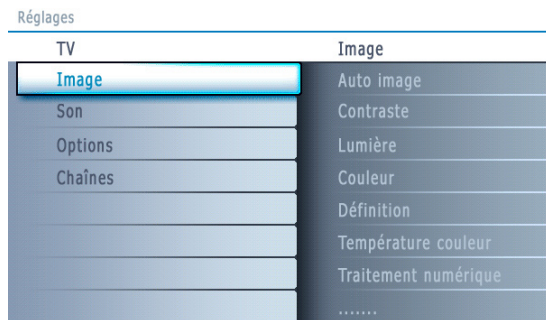 Réglages
TV
Image
Son
Options
Chaînes
Image
Auto image
Contraste
Lumière
Couleur
Définition
Température couleur
Traitement numérique
.......